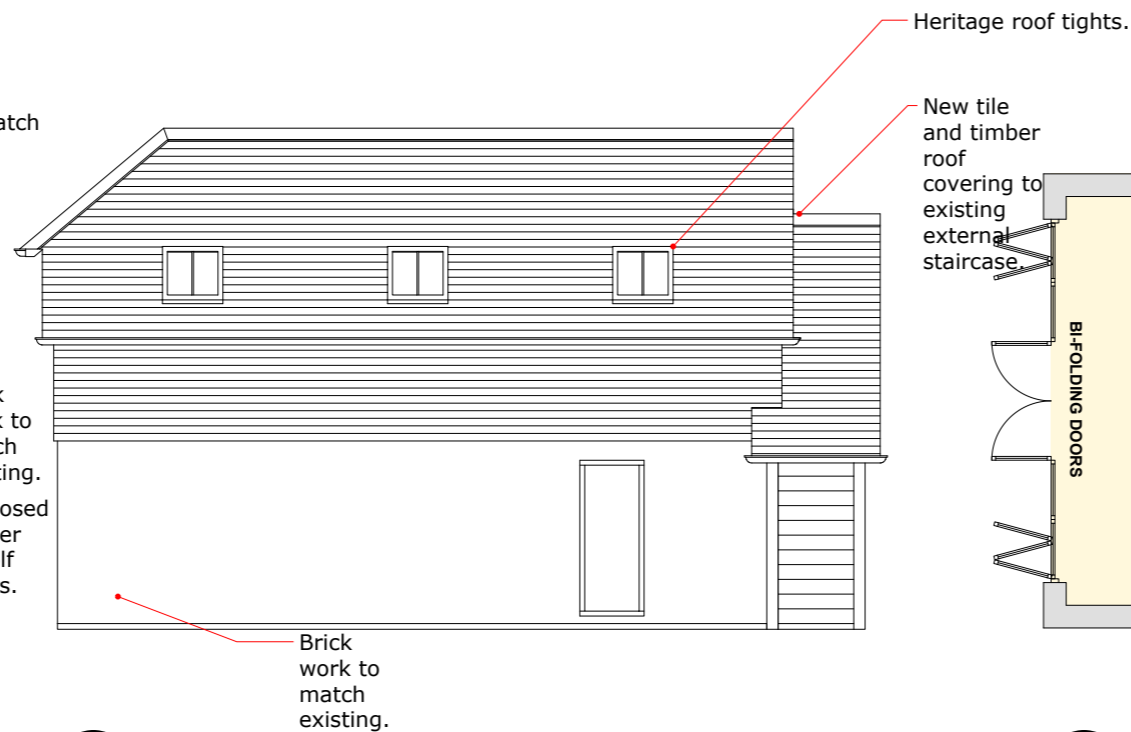 Heritage roof tights.
New tile
and timber
roof
covering to
existing
external
staircase.
atch
k
k to
ch
ting.
osed
er
lf
s.
BI-FOLDING DOORS
Brick
work to
match
existing.